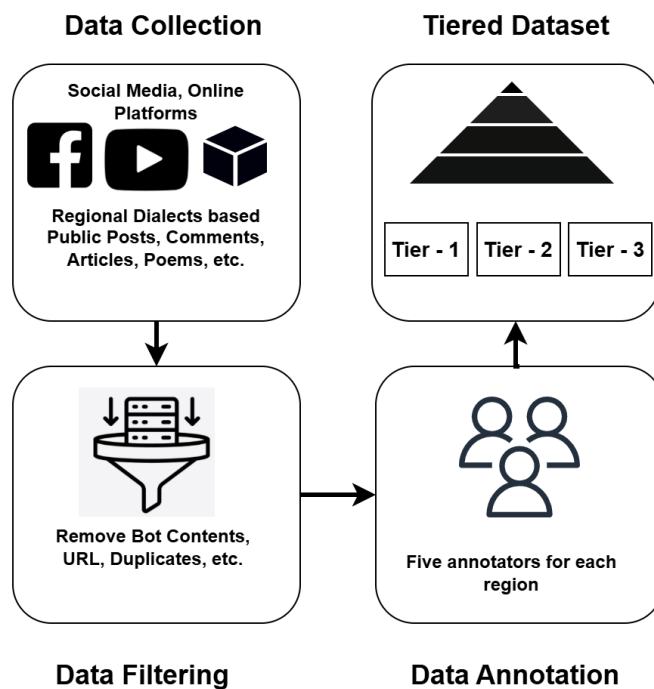 Data Collection
Social Media, Online
Platforms
Regional Dialects based
Public Posts, Comments,
Articles, Poems, etc.
Tiered Dataset
Tier - 1
Tier - 2
Tier - 3
Remove Bot Contents,
URL, Duplicates, etc.
Data Filtering
Five annotators for each
region
Data Annotation